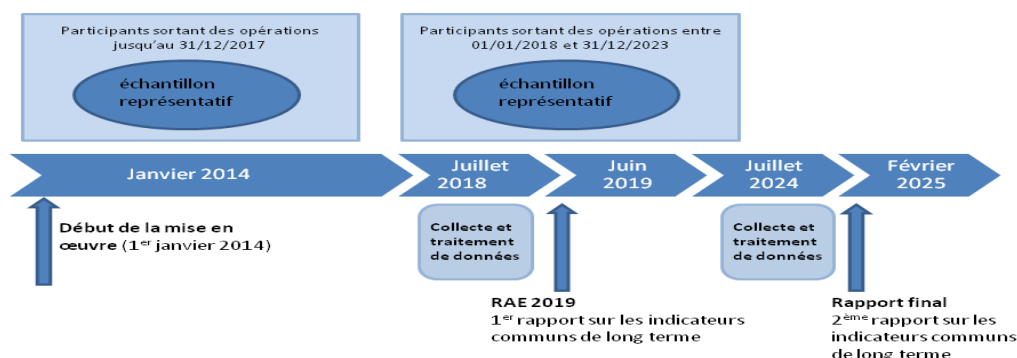 Participants sortant des opérations
jusqu'au 31/12/2017
échantillon
représentatif
Participants sortant des opérations entre
01/01/2018 et 31/12/2023
échantillon
représentatif
Janvier 2014
Juillet
2018
Juin
2019
Juillet
2024
Février
2025
Début de la mise en
œuvre (1er janvier 2014)
Collecte et
traitement
de données
Collecte et
traitement
de données
RAE 2019
1er rapport sur les indicateurs
communs de long terme
Rapport final
2ème rapport sur les
indicateurs communs
de long terme